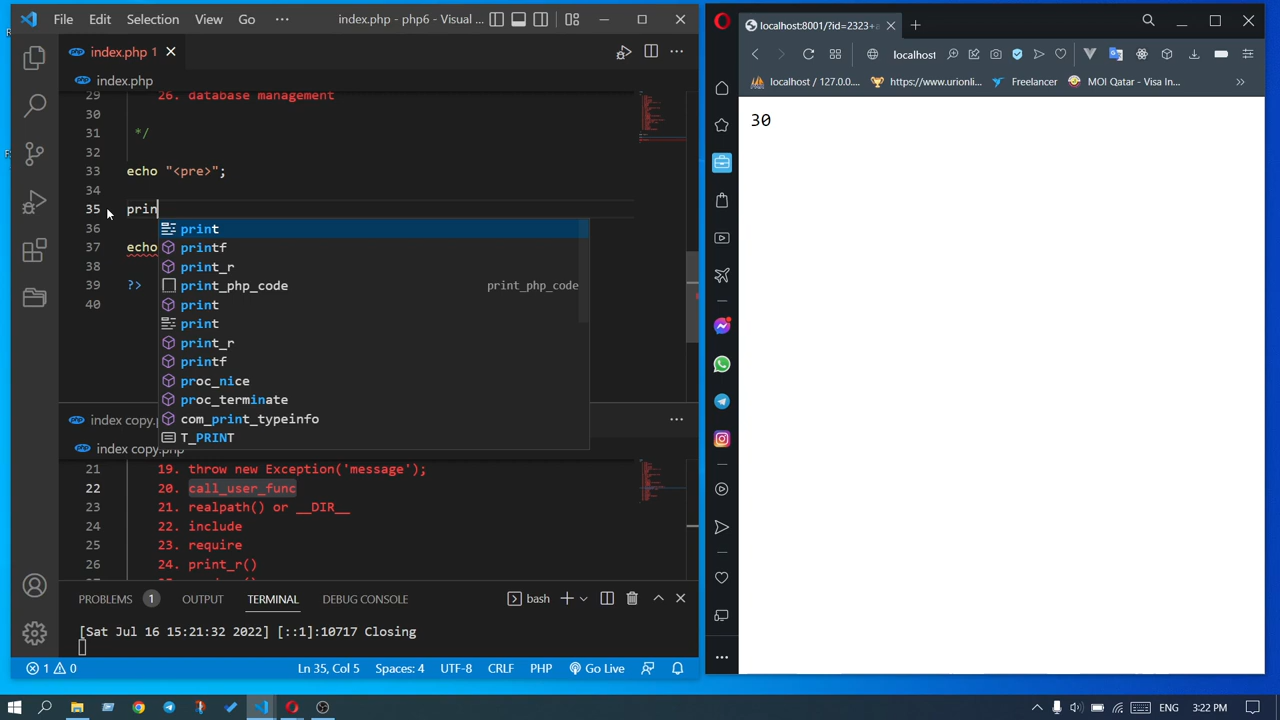 File Edit Selection View Go ··· index.php - php6 - Visual ...
index.php 1
index.php
29 26. database management
30
31 */
32
33 echo "<pre>";
34
35 prin
36
37 echo
38
39 ?>
40
print
printf
print_r
print_php_code print_php_code
print
print
print_r
printf
proc_nice
proc_terminate
com_print_typeinfo
T_PRINT
index copy.p
index copy.php
21 19. throw new Exception('message');
22 20. call_user_func
23 21. realpath() or __DIR__
24 22. include
25 23. require
26 24. print_r()
PROBLEMS 1 OUTPUT TERMINAL DEBUG CONSOLE
bash
[Sat Jul 16 15:21:32 2022] [::1]:10717 Closing
1 0 Ln 35, Col 5 Spaces: 4 UTF-8 CRLF PHP Go Live
localhost:8001/?id=2323+a
localhost
localhost / 127.0.0.... https://www.urionli... Freelancer MOI Qatar - Visa In...
30
ENG 3:22 PM